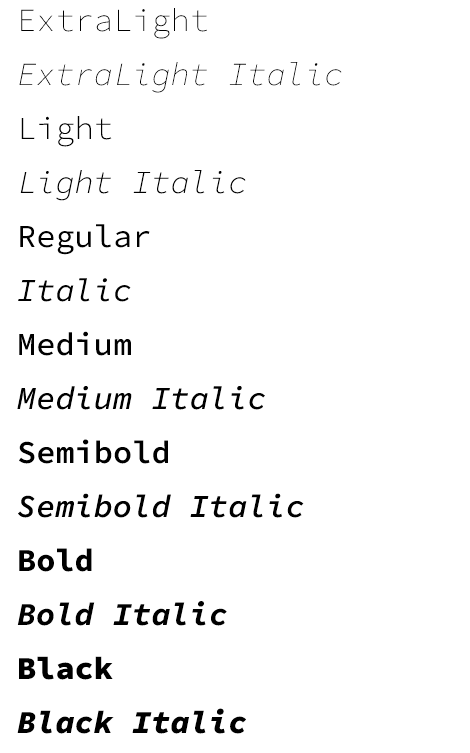 ExtraLight
ExtraLight Italic
Light
Light Italic
Regular
Italic
Medium
Medium Italic
Semibold
Semibold Italic
Bold
Bold Italic
Black
Black Italic